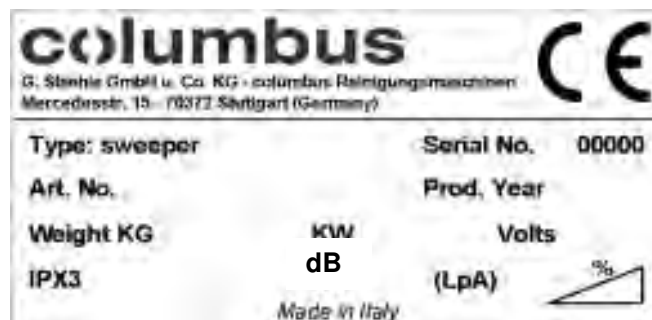 columbus
CE
G. Staehle GmbH u. Co. KG - columbus Reinigungsmaschinen
Mercedesstr. 15 - 70372 Stuttgart (Germany)
Type: sweeper Serial No. 00000
Art. No. Prod. Year
Weight KG KW Volts
IPX3 dB (LpA) %
Made in Italy